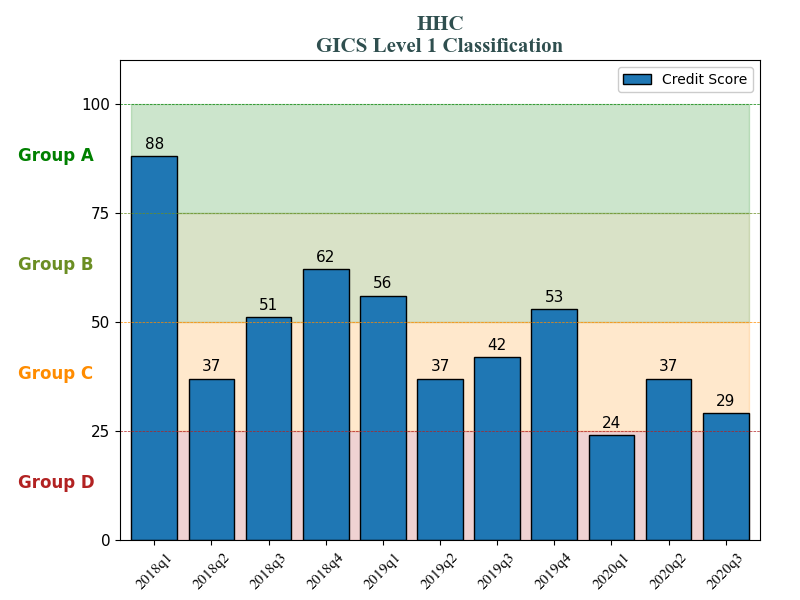 HHC
GICS Level 1 Classification
Credit Score
100
Group A
88
75
Group B
62
56
53
51
50
42
Group C
37
37
37
29
25
24
Group D
0
2018q1 2018q2 2018q3 2018q4 2019q1 2019q2 2019q3 2019q4 2020q1 2020q2 2020q3